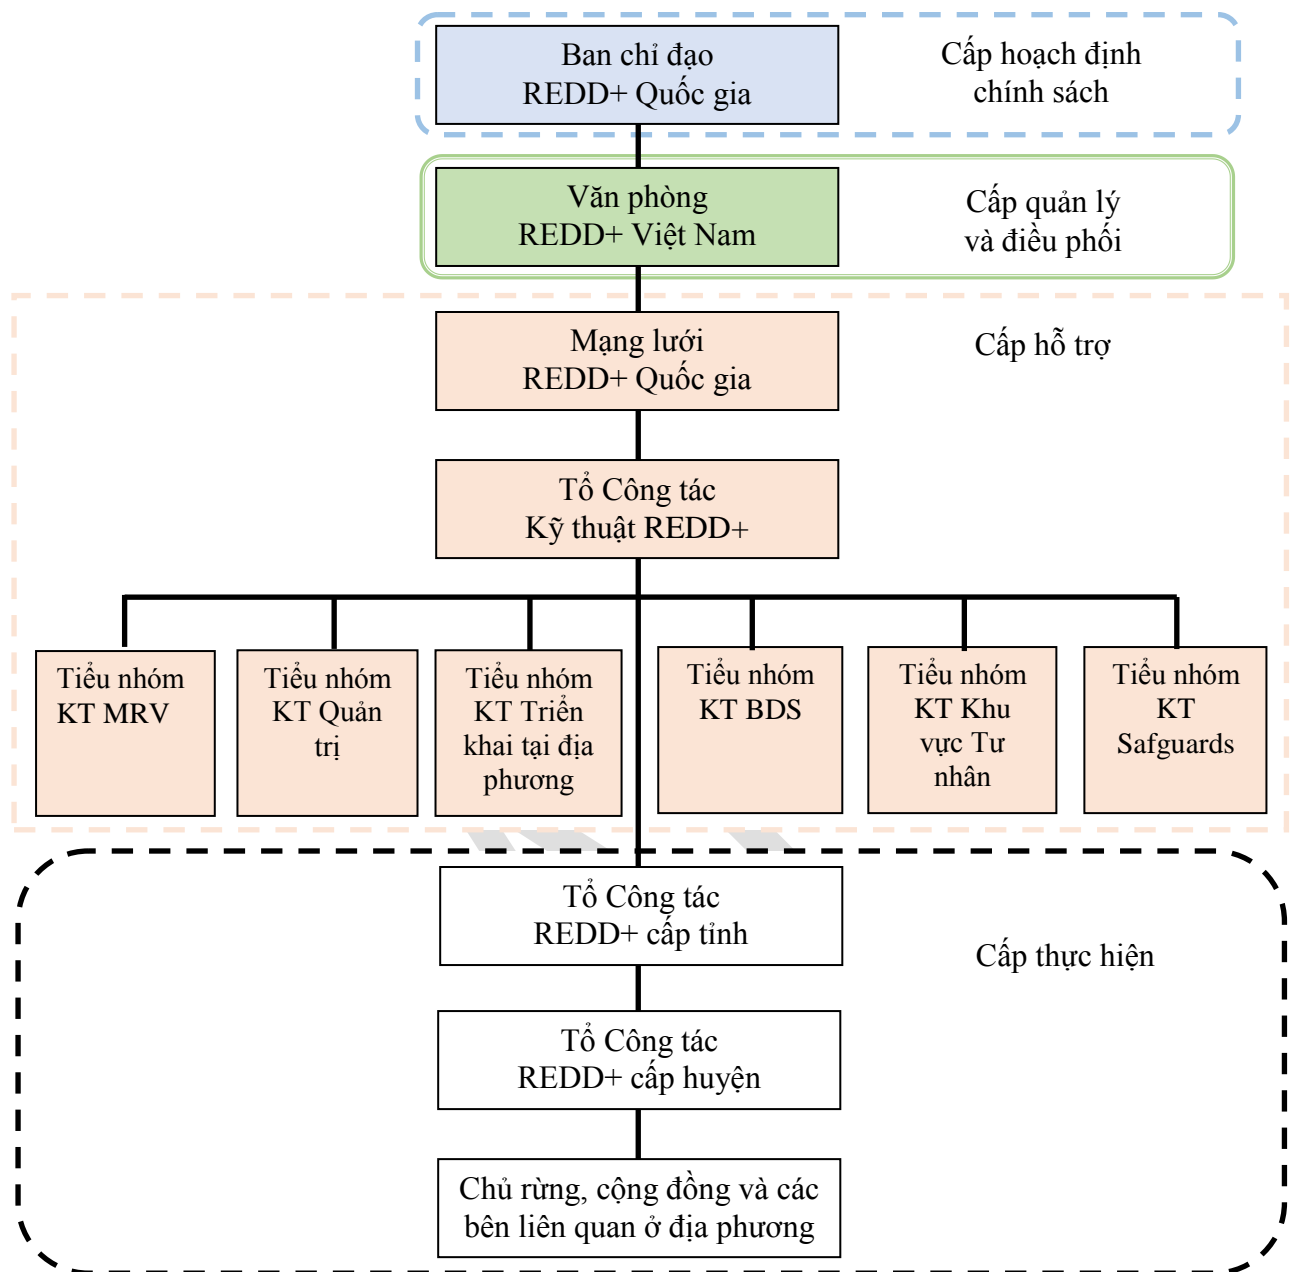 Ban chỉ đạo
REDD+ Quốc gia
Cấp hoạch định
chính sách
Văn phòng
REDD+ Việt Nam
Cấp quản lý
và điều phối
Mạng lưới
REDD+ Quốc gia
Cấp hỗ trợ
Tổ Công tác
Kỹ thuật REDD+
Tiểu nhóm
KT MRV
Tiểu nhóm
KT Quản
trị
Tiểu nhóm
KT Triển
khai tại địa
phương
Tiểu nhóm
KT BDS
Tiểu nhóm
KT Khu
vực Tư
nhân
Tiểu nhóm
KT
Safguards
Tổ Công tác
REDD+ cấp tỉnh
Cấp thực hiện
Tổ Công tác
REDD+ cấp huyện
Chủ rừng, cộng đồng và các
bên liên quan ở địa phương